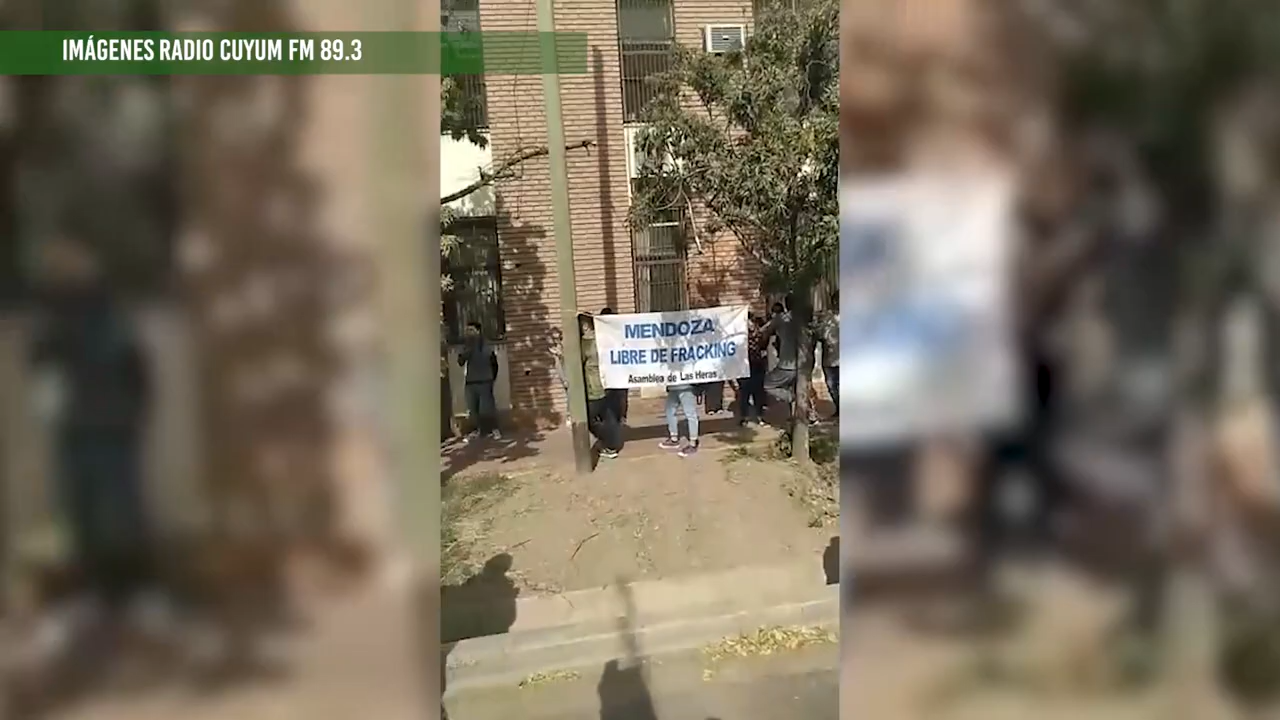 IMÁGENES RADIO CUYUM FM 89.3
MENDOZA
LIBRE DE FRACKING
Asamblea de Las Heras